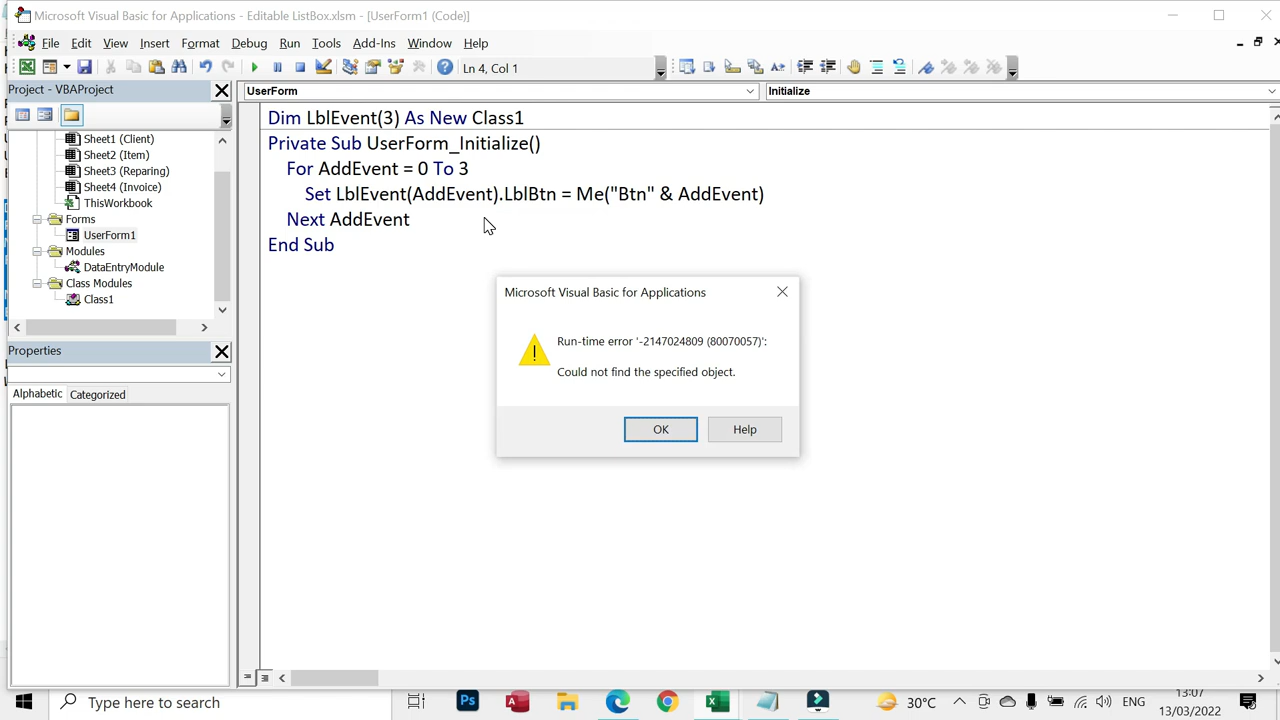 Microsoft Visual Basic for Applications - Editable ListBox.xlsm - [UserForm1 (Code)]
File Edit View Insert Format Debug Run Tools Add-Ins Window Help
Ln 4, Col 1
Project - VBAProject
UserForm
Initialize
Sheet1 (Client)
Sheet2 (Item)
Sheet3 (Reparing)
Sheet4 (Invoice)
ThisWorkbook
Forms
UserForm1
Modules
DataEntryModule
Class Modules
Class1
Properties
Alphabetic Categorized
Dim LblEvent(3) As New Class1
Private Sub UserForm_Initialize()
For AddEvent = 0 To 3
Set LblEvent(AddEvent).LblBtn = Me("Btn" & AddEvent)
Next AddEvent
End Sub
Microsoft Visual Basic for Applications
Run-time error '-2147024809 (80070057)':
Could not find the specified object.
OK
Help
Type here to search
Ps
30°C
ENG
13:07
13/03/2022